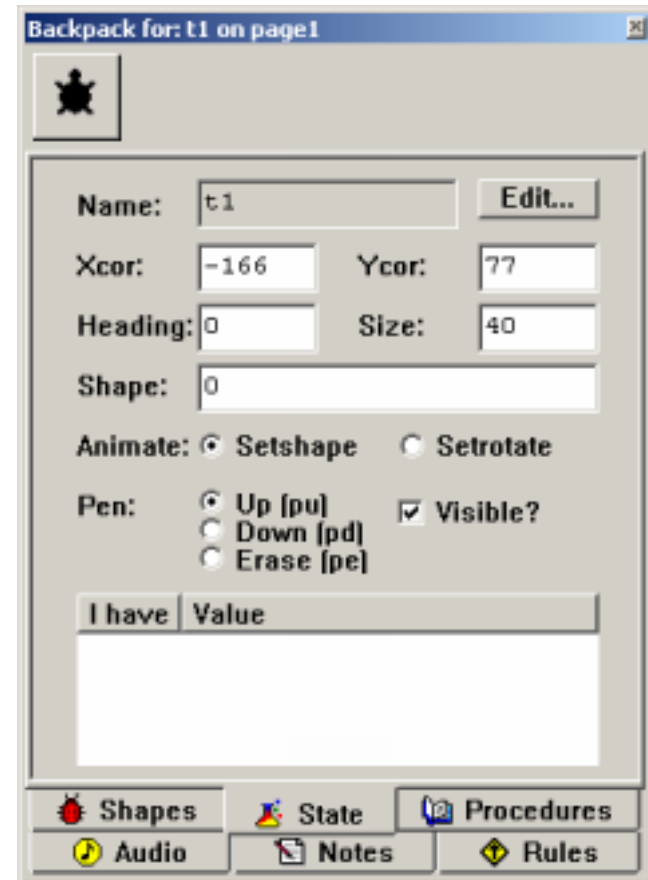 Backpack for: t1 on page1
Name: t1 Edit...
Xcor: -166 Ycor: 77
Heading: 0 Size: 40
Shape: 0
Animate: Setshape Setrotate
Pen: Up (pu) Visible?
Down (pd)
Erase (pe)
I have Value
Shapes State Procedures
Audio Notes Rules